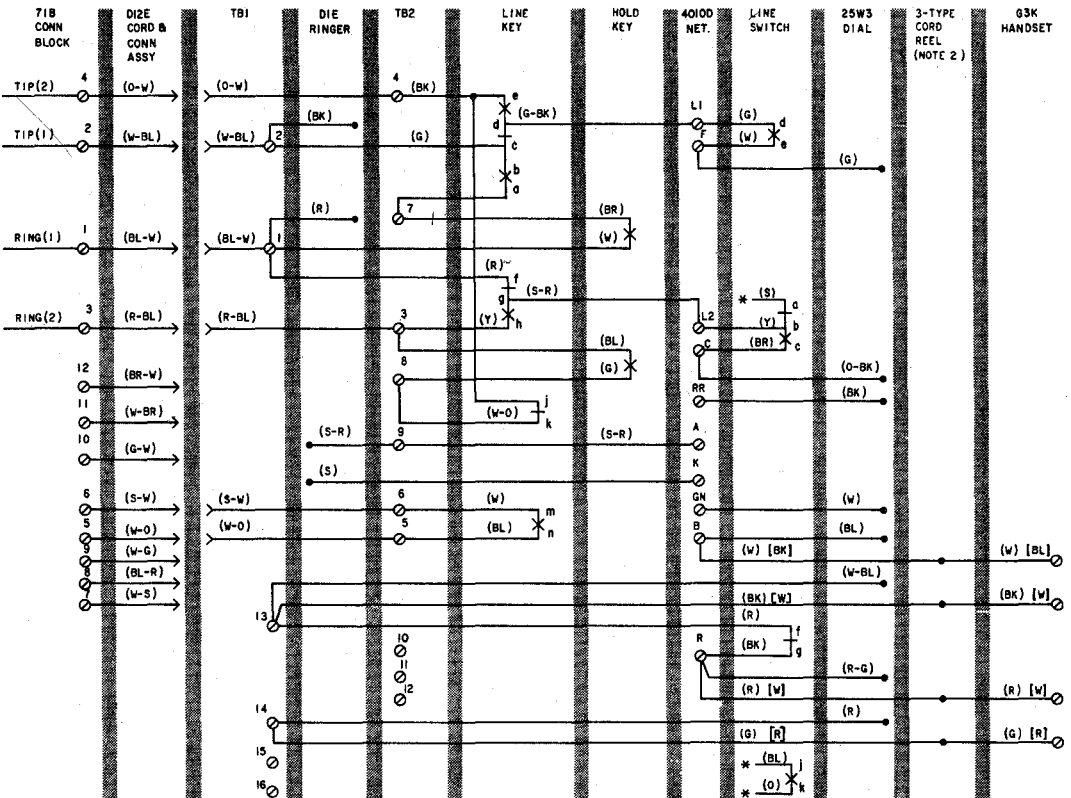 71B CONN BLOCK
D12E CORD & CONN ASSY
TB1
D1E RINGER
TB2
LINE KEY
HOLD KEY
4010D NET.
LINE SWITCH
25W3 DIAL
3-TYPE CORD REEL (NOTE 2)
G3K HANDSET
TIP(2) 4 (O-W) (O-W) 4 (BK) e
d (G-BK) L1 (G) d
(BK)
TIP(1) 2 (W-BL) (W-BL) 2 (G) c F (W) e
(G)
b
a
(R) 7 (BR)
RING(1) 1 (BL-W) (BL-W) 1 (W)
(R) f
g (S-R) * (S) a
RING(2) 3 (R-BL) (R-BL) 3 (Y) h L2 (Y) b
(BL) C (BR) c
8 (G) (O-BK)
12 (BR-W) RR (BK)
j
11 (W-BR) (W-O) k
10 (G-W) (S-R) 9 (S-R) A
(S) K
6 (S-W) (S-W) 6 (W) m GN (W)
5 (W-O) (W-O) 5 (BL) n B (BL)
9 (W-G) (W) [BK] (W) [BL]
8 (BL-R) (W-BL)
7 (W-S) (BK) [W] (BK) [W]
13 (R) f
10 R (BK) g
11 (R-G)
12 (R) [W] (R) [W]
14 (R)
(G) [R] (G) [R]
15 * (BL) j
16 * (O) k